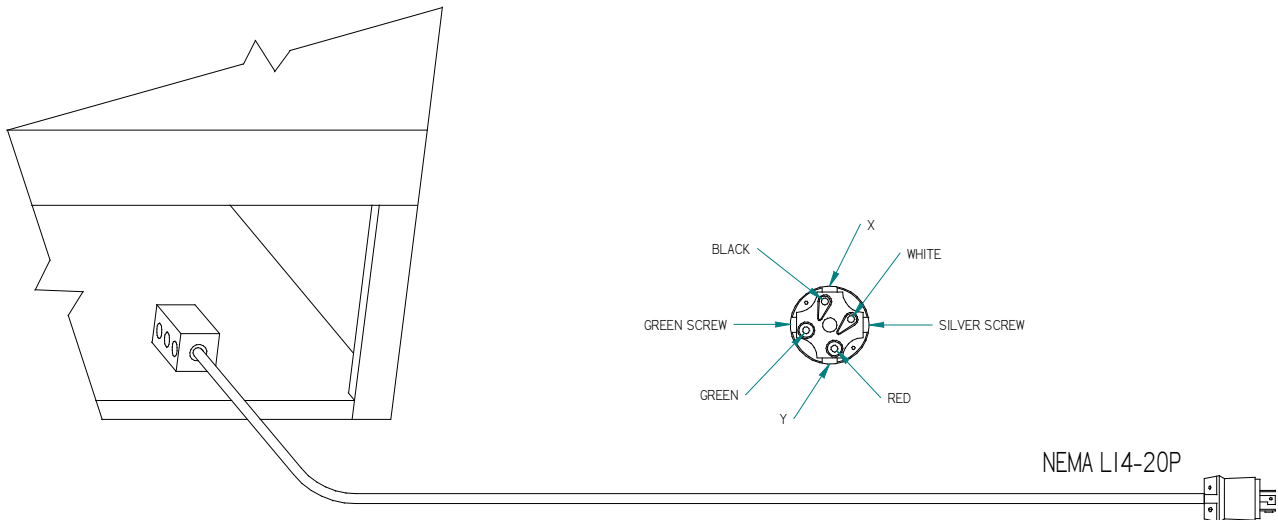 X
BLACK
WHITE
GREEN SCREW
SILVER SCREW
GREEN
RED
Y
NEMA L14-20P